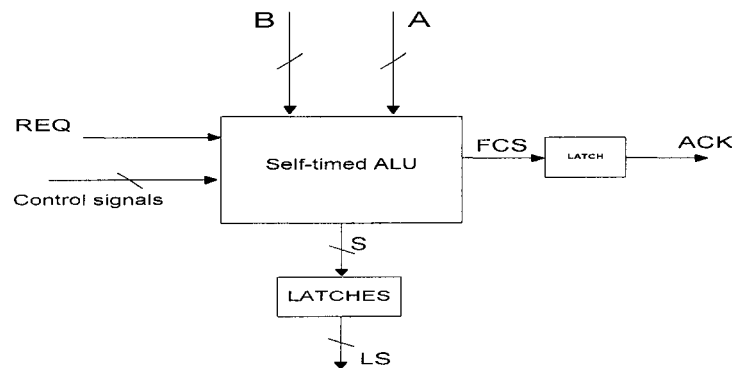 B
A
REQ
Self-timed ALU
FCS
LATCH
ACK
Control signals
S
LATCHES
LS